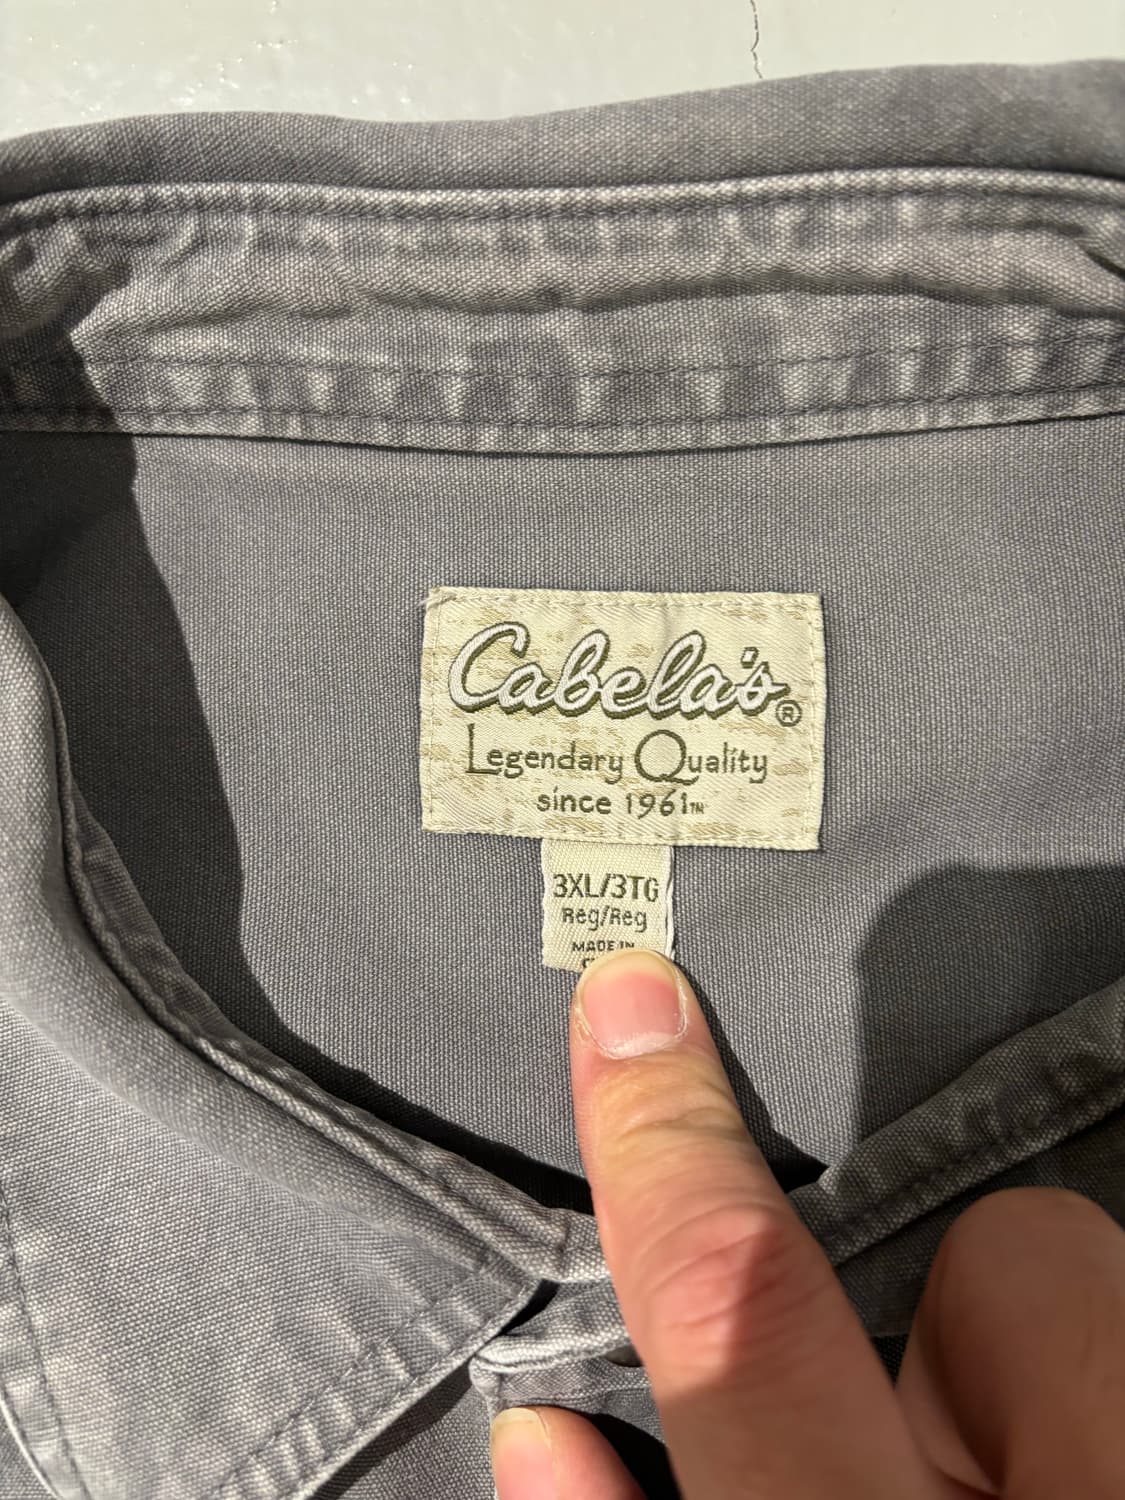 Cabela's®
Legendary Quality
since 1961™
3XL/3TG
Reg/Reg
MADE IN